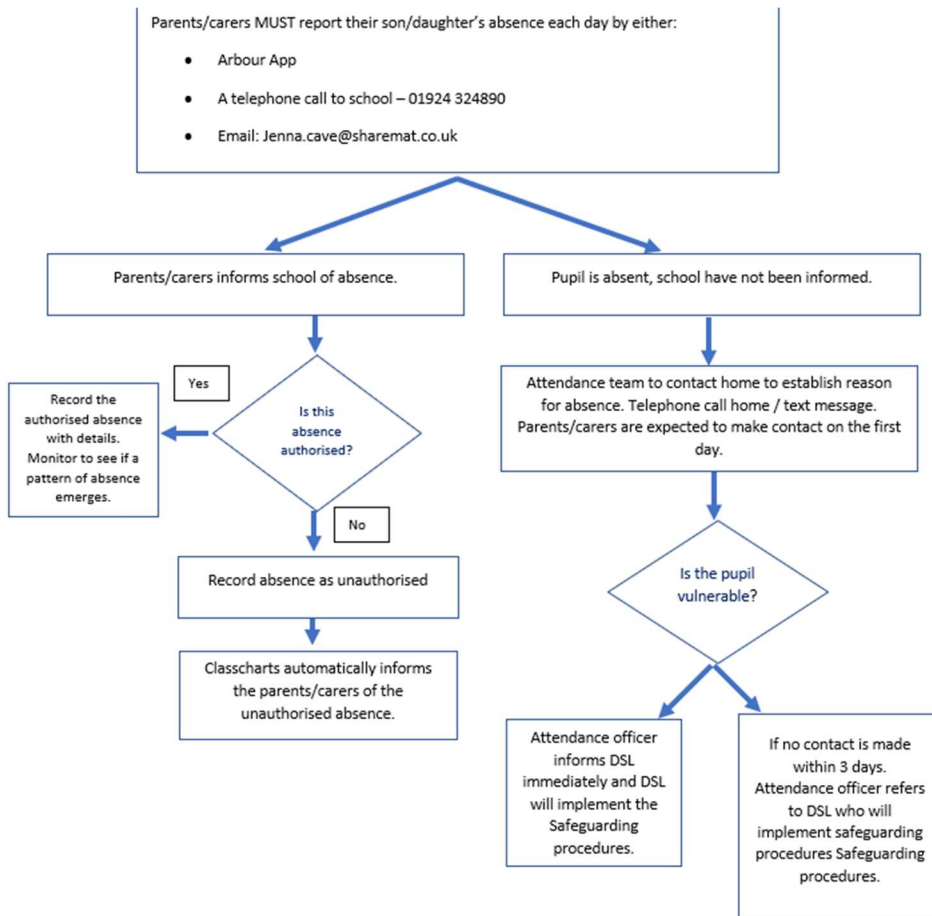 Parents/carers MUST report their son/daughter's absence each day by either:
• Arbour App
• A telephone call to school – 01924 324890
• Email: Jenna.cave@sharemat.co.uk
Parents/carers informs school of absence.
Pupil is absent, school have not been informed.
Yes
Record the
authorised absence
with details.
Monitor to see if a
pattern of absence
emerges.
Is this
absence
authorised?
No
Record absence as unauthorised
Classcharts automatically informs
the parents/carers of the
unauthorised absence.
Attendance team to contact home to establish reason
for absence. Telephone call home / text message.
Parents/carers are expected to make contact on the first
day.
Is the pupil
vulnerable?
Attendance officer
informs DSL
immediately and DSL
will implement the
Safeguarding
procedures.
If no contact is made
within 3 days.
Attendance officer refers
to DSL who will
implement safeguarding
procedures Safeguarding
procedures.